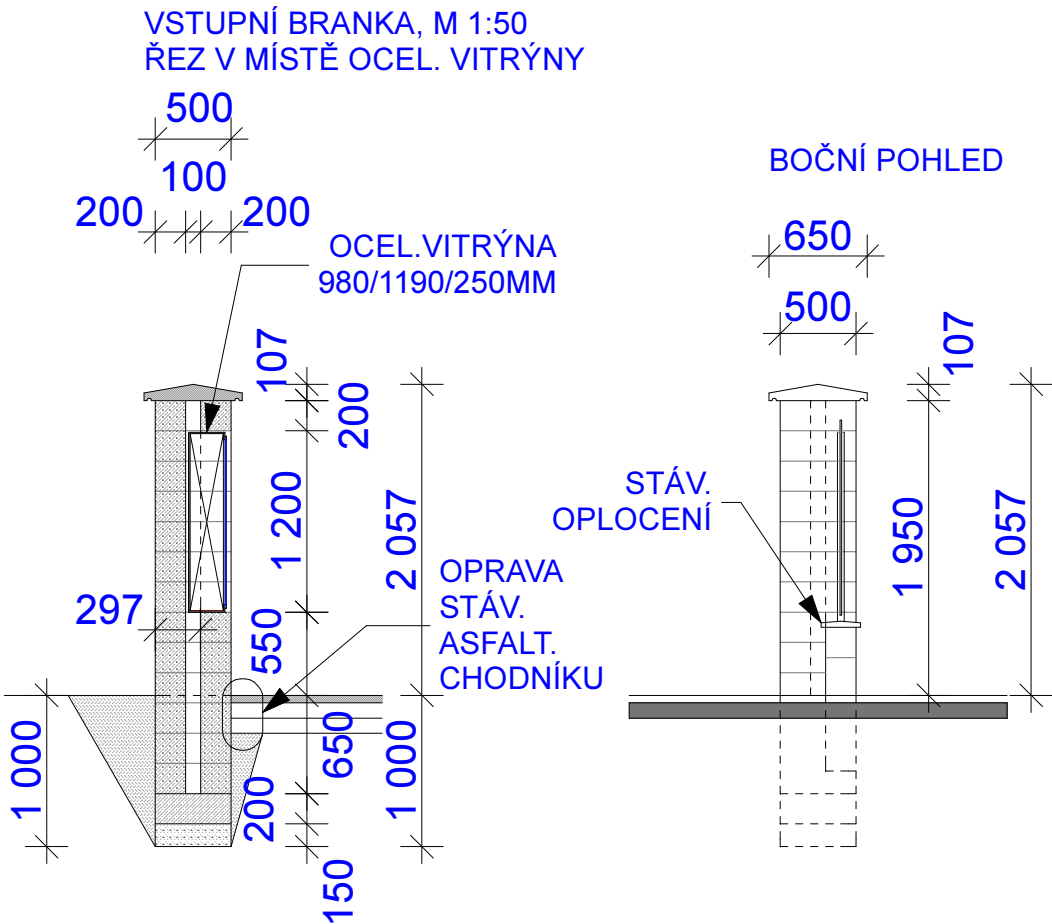 VSTUPNÍ BRANKA, M 1:50
ŘEZ V MÍSTĚ OCEL. VITRÝNY
500
100
200
200
OCEL.VITRÝNA
980/1190/250MM
107
200
1 200
2 057
297
550
OPRAVA
STÁV.
ASFALT.
CHODNÍKU
1 000
650
200
1 000
150
BOČNÍ POHLED
650
500
107
STÁV.
OPLOCENÍ
1 950
2 057